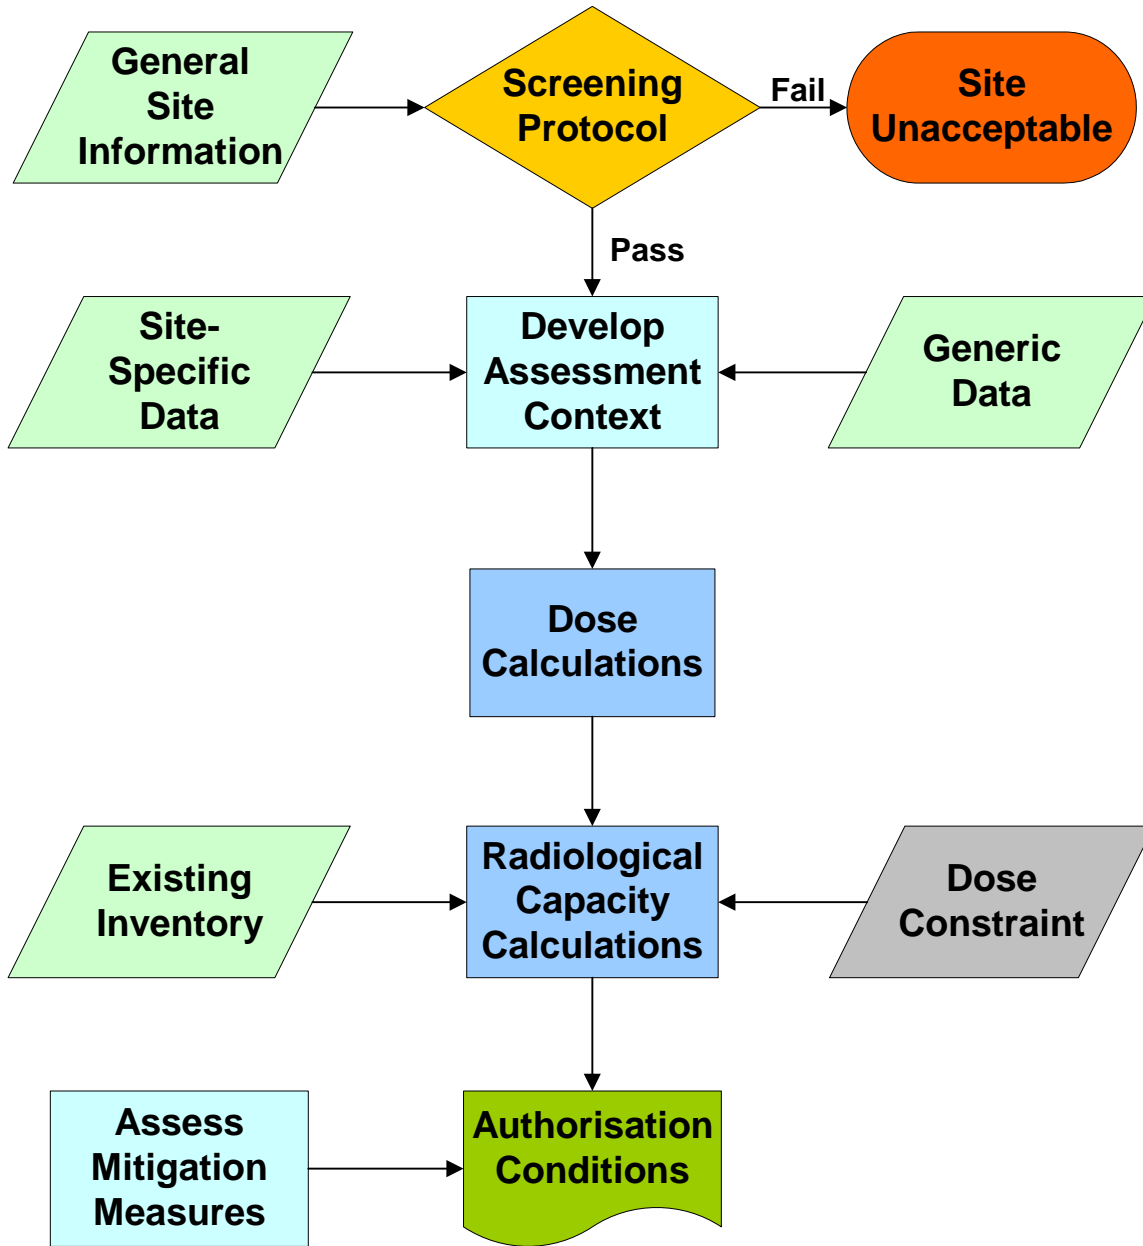 General
Site
Information
Screening
Protocol
Fail
Site
Unacceptable
Pass
Site-
Specific
Data
Develop
Assessment
Context
Generic
Data
Dose
Calculations
Existing
Inventory
Radiological
Capacity
Calculations
Dose
Constraint
Assess
Mitigation
Measures
Authorisation
Conditions